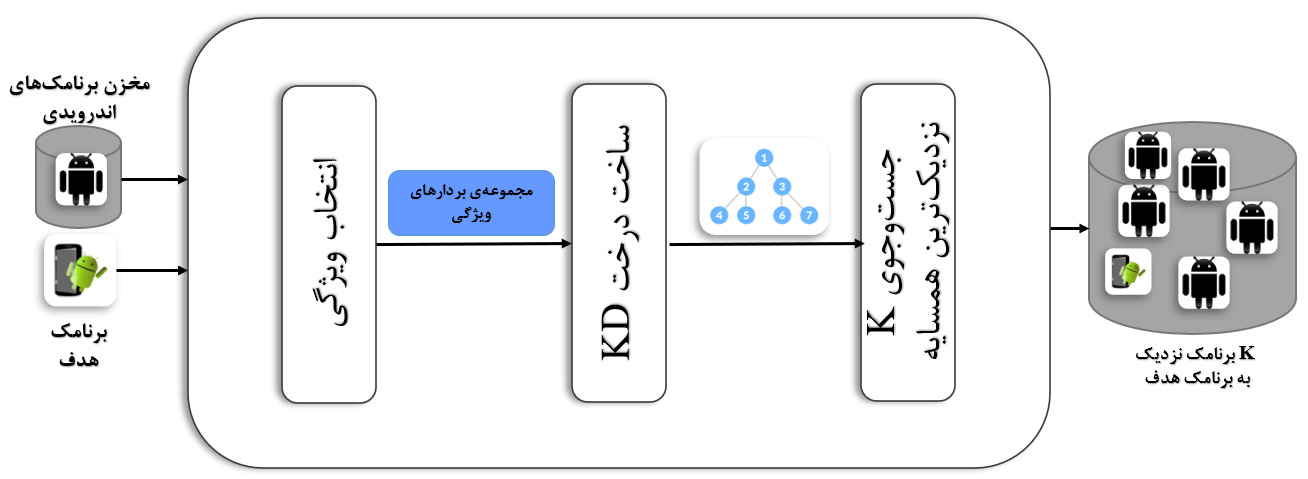 مخزن برنامک‌های
اندرویدی
برنامک
هدف
انتخاب ویژگی
مجموعه‌ی بردارهای
ویژگی
ساخت درخت KD
1
2
3
4
5
6
7
جست‌وجوی K
نزدیک‌ترین همسایه
K برنامک نزدیک
به برنامک هدف